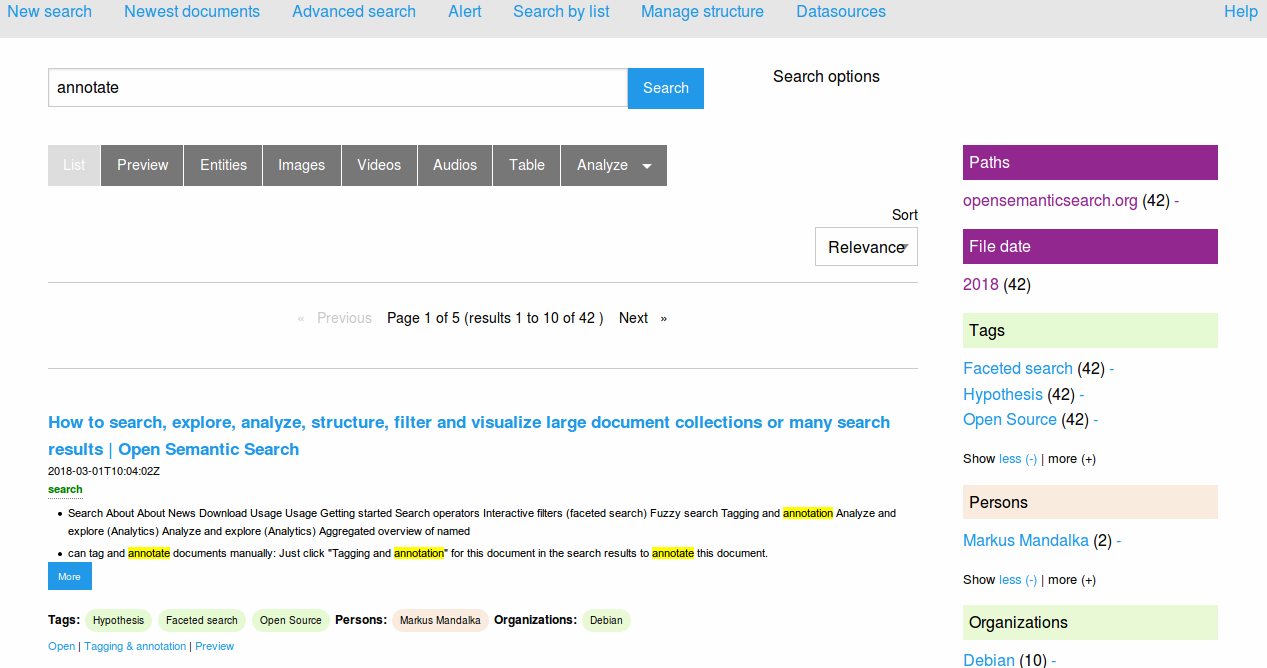 New search Newest documents Advanced search Alert Search by list Manage structure Datasources Help
annotate Search
Search options
List Preview Entities Images Videos Audios Table Analyze
Sort
Relevance
« Previous Page 1 of 5 (results 1 to 10 of 42 ) Next »
How to search, explore, analyze, structure, filter and visualize large document collections or many search
results | Open Semantic Search
2018-03-01T10:04:02Z
search
• Search About About News Download Usage Usage Getting started Search operators Interactive filters (faceted search) Fuzzy search Tagging and annotation Analyze and
explore (Analytics) Analyze and explore (Analytics) Aggregated overview of named
• can tag and annotate documents manually: Just click "Tagging and annotation" for this document in the search results to annotate this document.
More
Tags: Hypothesis Faceted search Open Source Persons: Markus Mandalka Organizations: Debian
Open | Tagging & annotation | Preview
Paths
opensemanticsearch.org (42) -
File date
2018 (42)
Tags
Faceted search (42) -
Hypothesis (42) -
Open Source (42) -
Show less (-) | more (+)
Persons
Markus Mandalka (2) -
Show less (-) | more (+)
Organizations
Debian (10) -